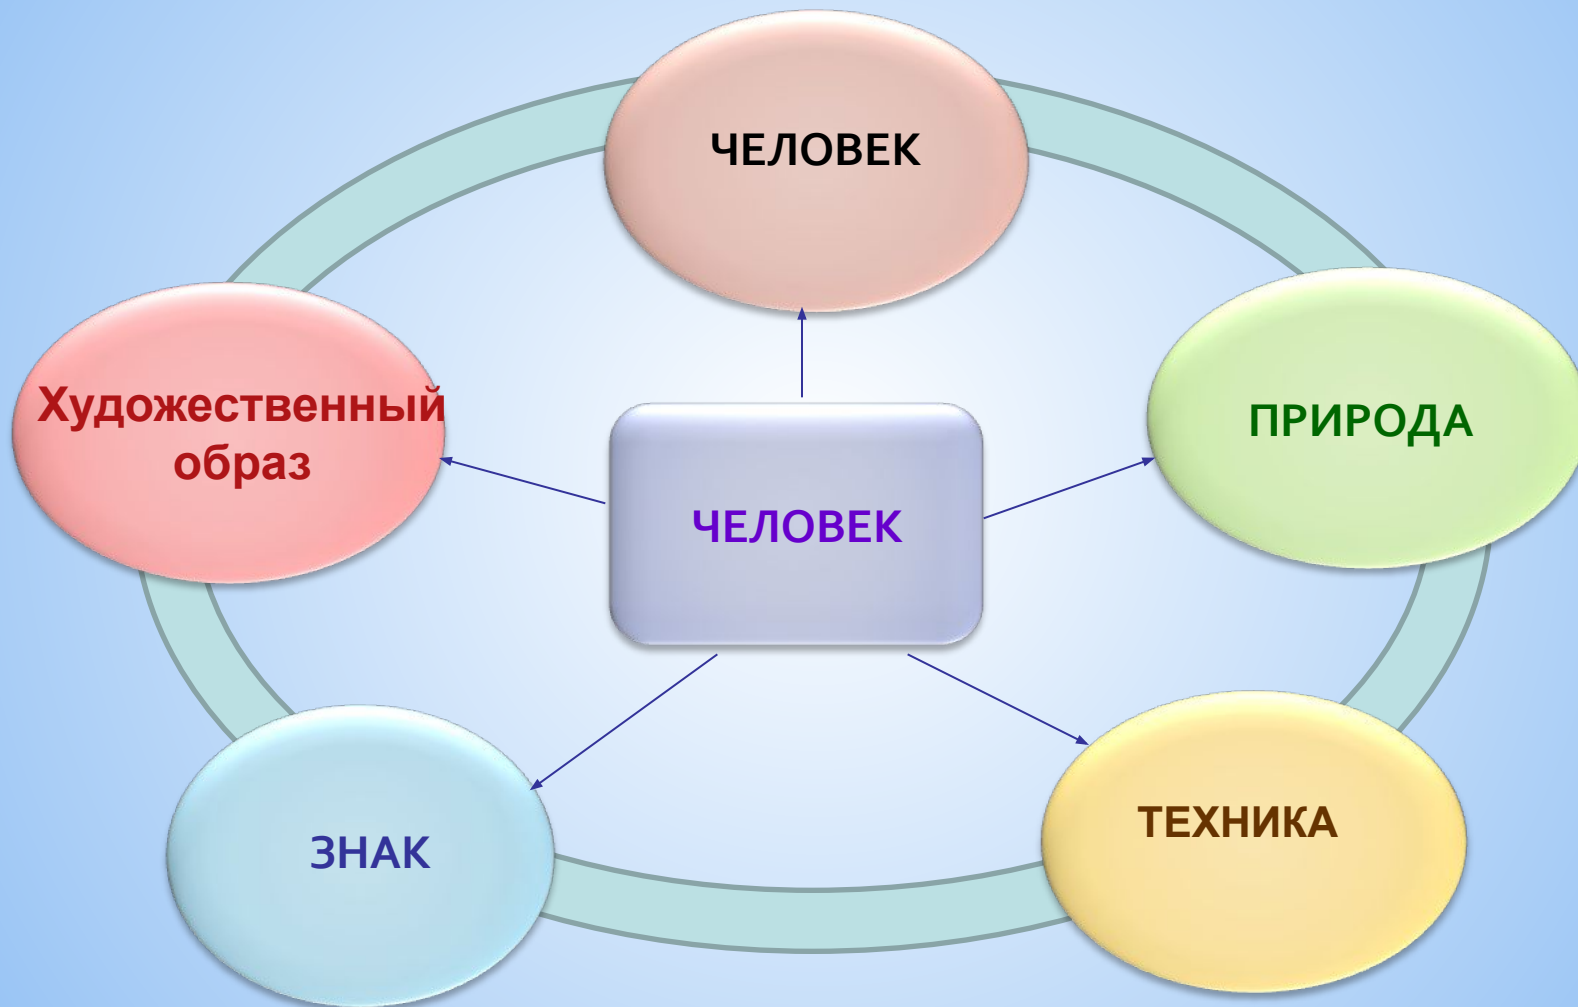 ЧЕЛОВЕК
Художественный
образ
ПРИРОДА
ЧЕЛОВЕК
ЗНАК
ТЕХНИКА